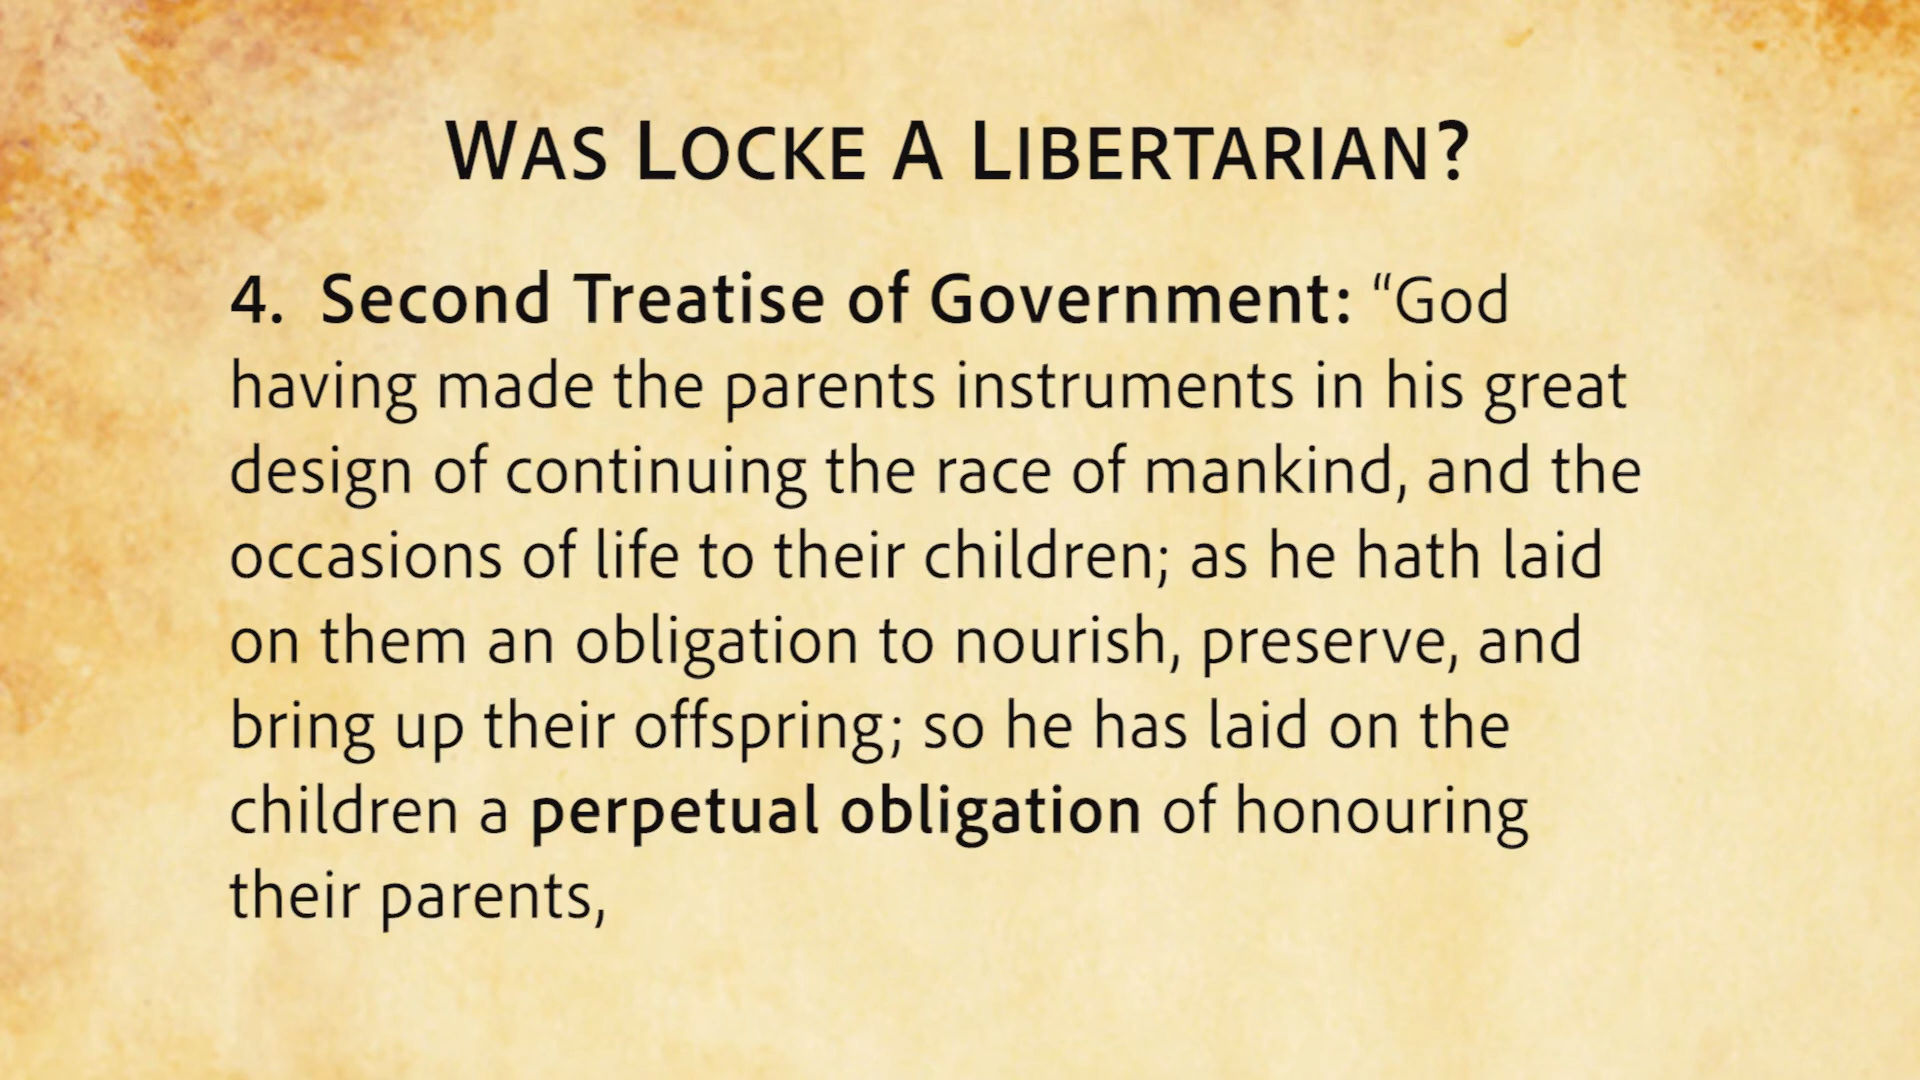 WAS LOCKE A LIBERTARIAN?
4. Second Treatise of Government: “God
having made the parents instruments in his great
design of continuing the race of mankind, and the
occasions of life to their children; as he hath laid
on them an obligation to nourish, preserve, and
bring up their offspring; so he has laid on the
children a perpetual obligation of honouring
their parents,